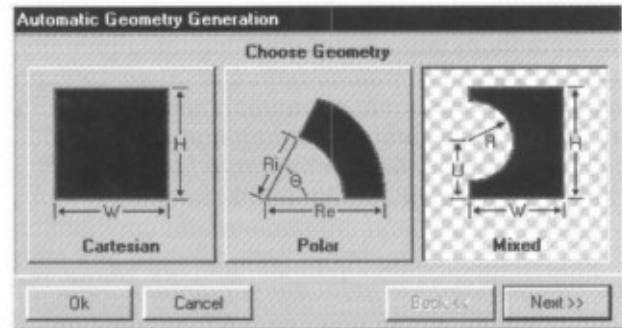 Automatic Geometry Generation
Choose Geometry
H
W
Cartesian
Ri
Θ
Re
Polar
R
U
H
W
Mixed
Ok
Cancel
Back <<
Next >>